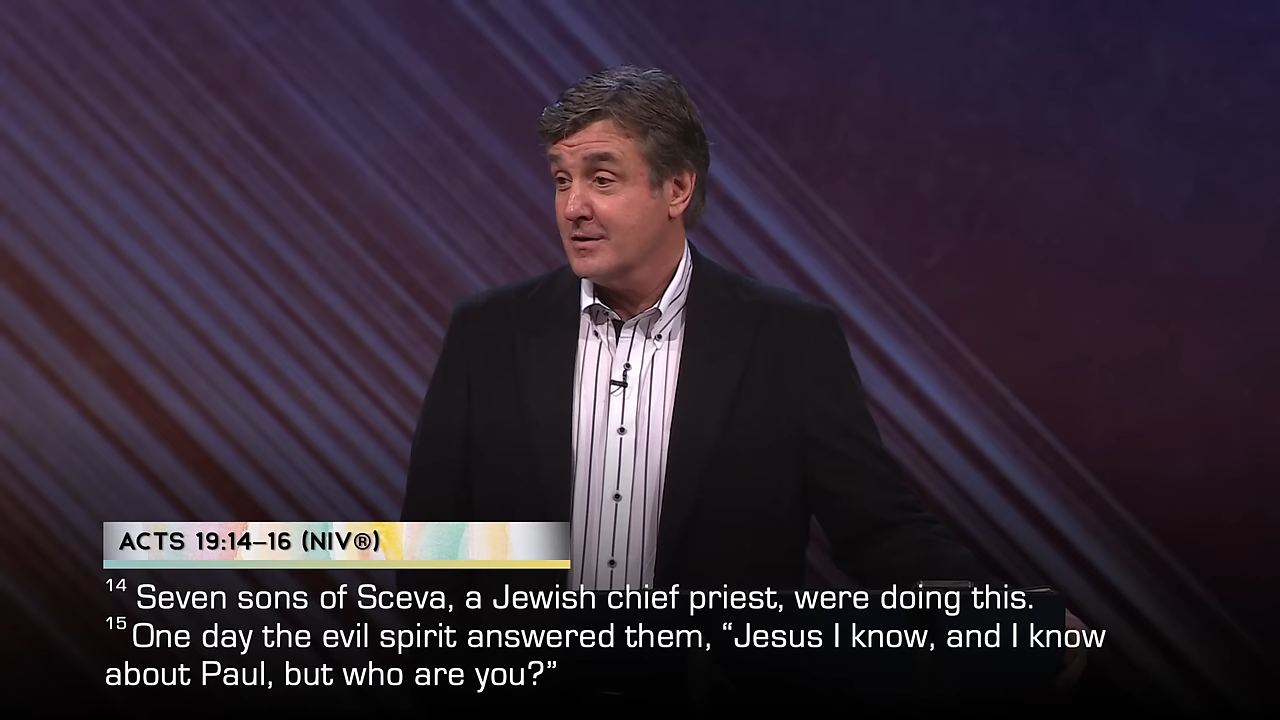 ACTS 19:14–16 (NIV®)
14 Seven sons of Sceva, a Jewish chief priest, were doing this.
15 One day the evil spirit answered them, “Jesus I know, and I know
about Paul, but who are you?”